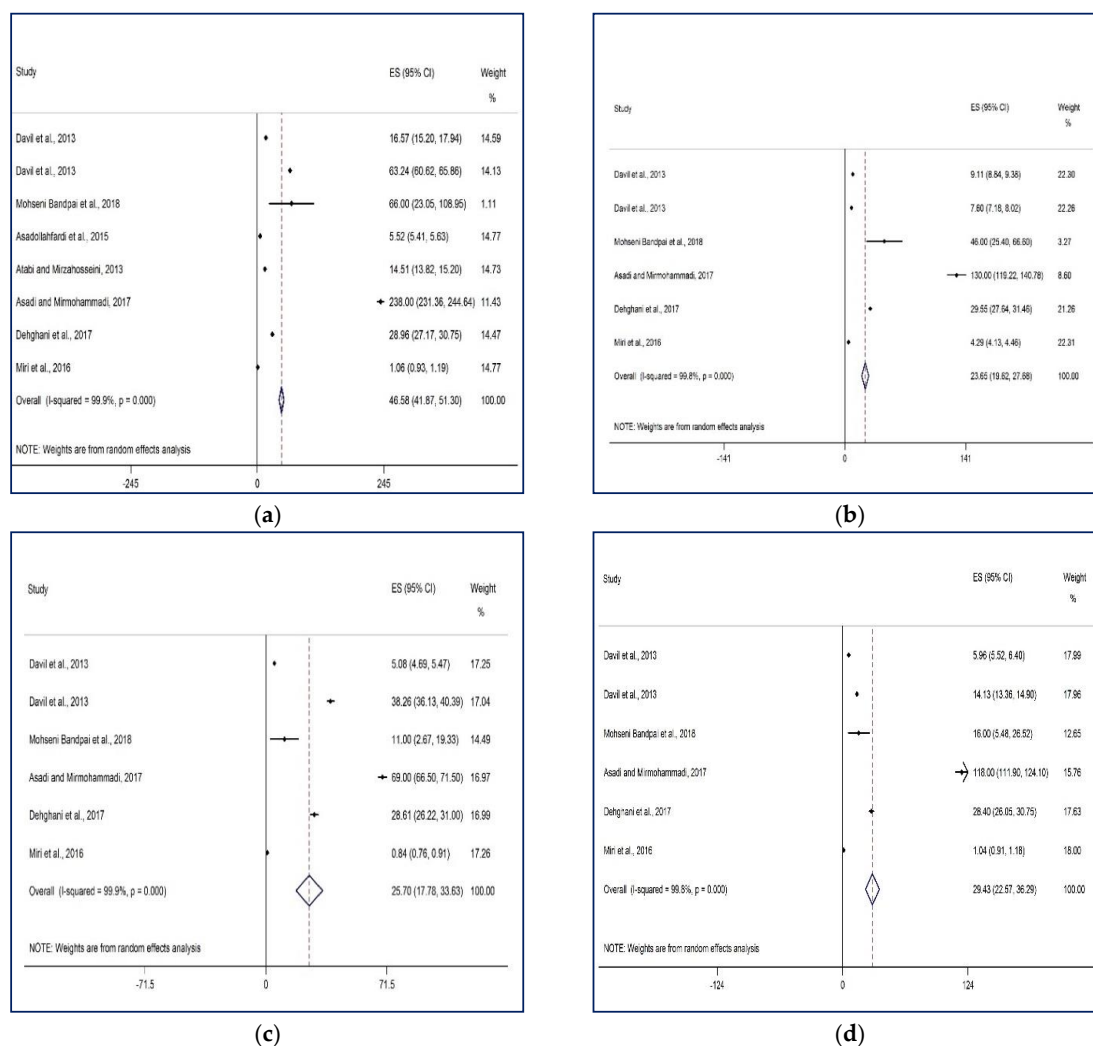 Study ES (95% CI) Weight
%
Davil et al., 2013 16.57 (15.20, 17.94) 14.59
Davil et al., 2013 63.24 (60.62, 65.86) 14.13
Mohseni Bandpai et al., 2018 66.00 (23.05, 108.95) 1.11
Asadollahfardi et al., 2015 5.52 (5.41, 5.63) 14.77
Atabi and Mirzahosseini, 2013 14.51 (13.82, 15.20) 14.73
Asadi and Mirmohammadi, 2017 238.00 (231.36, 244.64) 11.43
Dehghani et al., 2017 28.96 (27.17, 30.75) 14.47
Miri et al., 2016 1.06 (0.93, 1.19) 14.77
Overall (I-squared = 99.9%, p = 0.000) 46.58 (41.87, 51.30) 100.00
NOTE: Weights are from random effects analysis
-245 0 245
(a)
Study ES (95% CI) Weight
%
Davil et al., 2013 9.11 (8.84, 9.38) 22.30
Davil et al., 2013 7.60 (7.18, 8.02) 22.26
Mohseni Bandpai et al., 2018 46.00 (25.40, 66.60) 3.27
Asadi and Mirmohammadi, 2017 130.00 (119.22, 140.78) 8.60
Dehghani et al., 2017 29.55 (27.64, 31.46) 21.26
Miri et al., 2016 4.29 (4.13, 4.46) 22.31
Overall (I-squared = 99.8%, p = 0.000) 23.65 (19.62, 27.68) 100.00
NOTE: Weights are from random effects analysis
-141 0 141
(b)
Study ES (95% CI) Weight
%
Davil et al., 2013 5.08 (4.69, 5.47) 17.25
Davil et al., 2013 38.26 (36.13, 40.39) 17.04
Mohseni Bandpai et al., 2018 11.00 (2.67, 19.33) 14.49
Asadi and Mirmohammadi, 2017 69.00 (66.50, 71.50) 16.97
Dehghani et al., 2017 28.61 (26.22, 31.00) 16.99
Miri et al., 2016 0.84 (0.76, 0.91) 17.26
Overall (I-squared = 99.9%, p = 0.000) 25.70 (17.78, 33.63) 100.00
NOTE: Weights are from random effects analysis
-71.5 0 71.5
(c)
Study ES (95% CI) Weight
%
Davil et al., 2013 5.96 (5.52, 6.40) 17.99
Davil et al., 2013 14.13 (13.36, 14.90) 17.96
Mohseni Bandpai et al., 2018 16.00 (5.48, 26.52) 12.65
Asadi and Mirmohammadi, 2017 118.00 (111.90, 124.10) 15.76
Dehghani et al., 2017 28.40 (26.05, 30.75) 17.63
Miri et al., 2016 1.04 (0.91, 1.18) 18.00
Overall (I-squared = 99.8%, p = 0.000) 29.43 (22.57, 36.29) 100.00
NOTE: Weights are from random effects analysis
-124 0 124
(d)